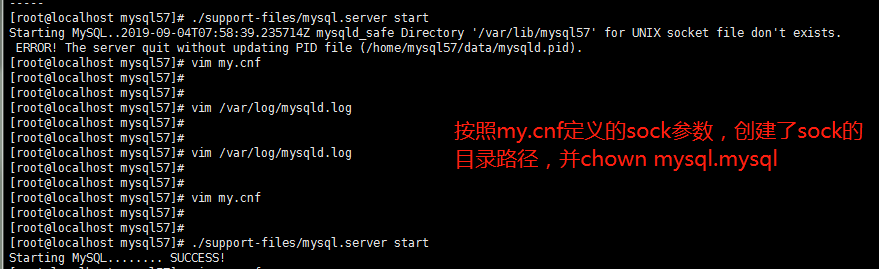 -----
[root@localhost mysql57]# ./support-files/mysql.server start
Starting MySQL..2019-09-04T07:58:39.235714Z mysqld_safe Directory '/var/lib/mysql57' for UNIX socket file don't exists.
 ERROR! The server quit without updating PID file (/home/mysql57/data/mysqld.pid).
[root@localhost mysql57]# vim my.cnf
[root@localhost mysql57]#
[root@localhost mysql57]#
[root@localhost mysql57]# vim /var/log/mysqld.log
[root@localhost mysql57]#
[root@localhost mysql57]#
[root@localhost mysql57]# vim /var/log/mysqld.log
[root@localhost mysql57]#
[root@localhost mysql57]#
[root@localhost mysql57]# vim my.cnf
[root@localhost mysql57]#
[root@localhost mysql57]#
[root@localhost mysql57]# ./support-files/mysql.server start
Starting MySQL........ SUCCESS!
按照my.cnf定义的sock参数，创建了sock的
目录路径，并chown mysql.mysql